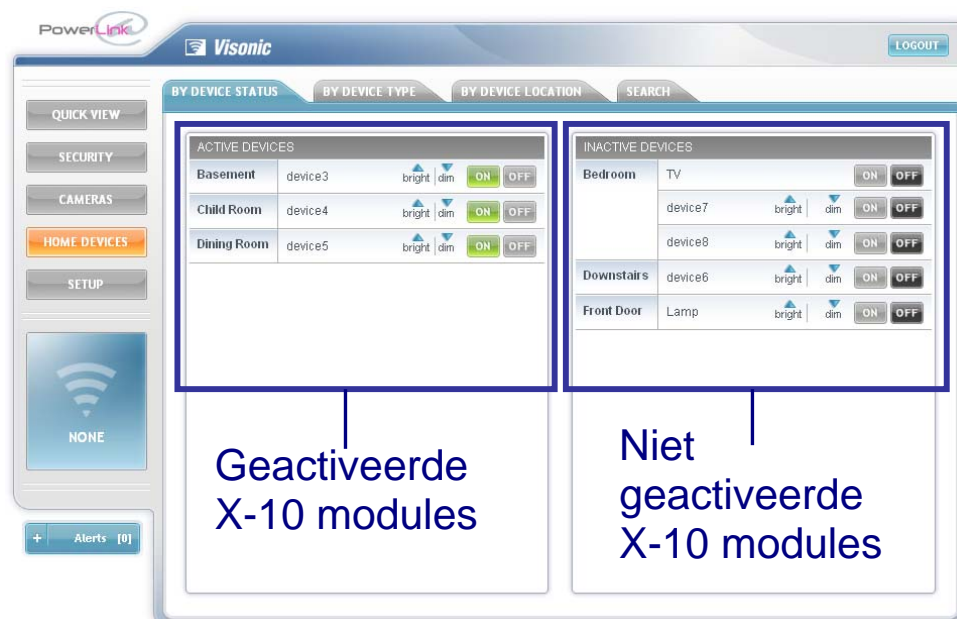 PowerLink
Visonic
LOGOUT
BY DEVICE STATUS BY DEVICE TYPE BY DEVICE LOCATION SEARCH
QUICK VIEW
SECURITY
CAMERAS
HOME DEVICES
SETUP
NONE
+ Alerts [0]
ACTIVE DEVICES
Basement device3 bright dim ON OFF
Child Room device4 bright dim ON OFF
Dining Room device5 bright dim ON OFF
Geactiveerde
X-10 modules
INACTIVE DEVICES
Bedroom TV ON OFF
device7 bright dim ON OFF
device8 bright dim ON OFF
Downstairs device6 bright dim ON OFF
Front Door Lamp bright dim ON OFF
Niet
geactiveerde
X-10 modules